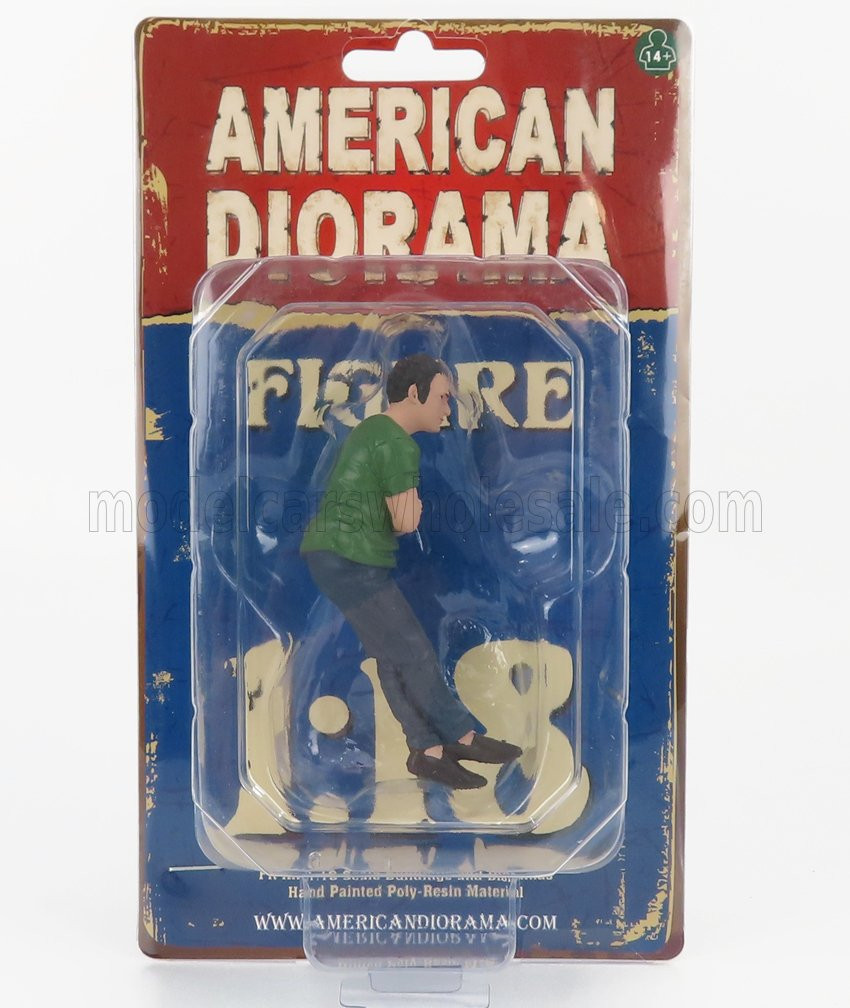 14+
AMERICAN
DIORAMA
FIGURE
modelcarswholesale.com
1:18
Hand Painted Poly-Resin Material
WWW.AMERICANDIORAMA.COM